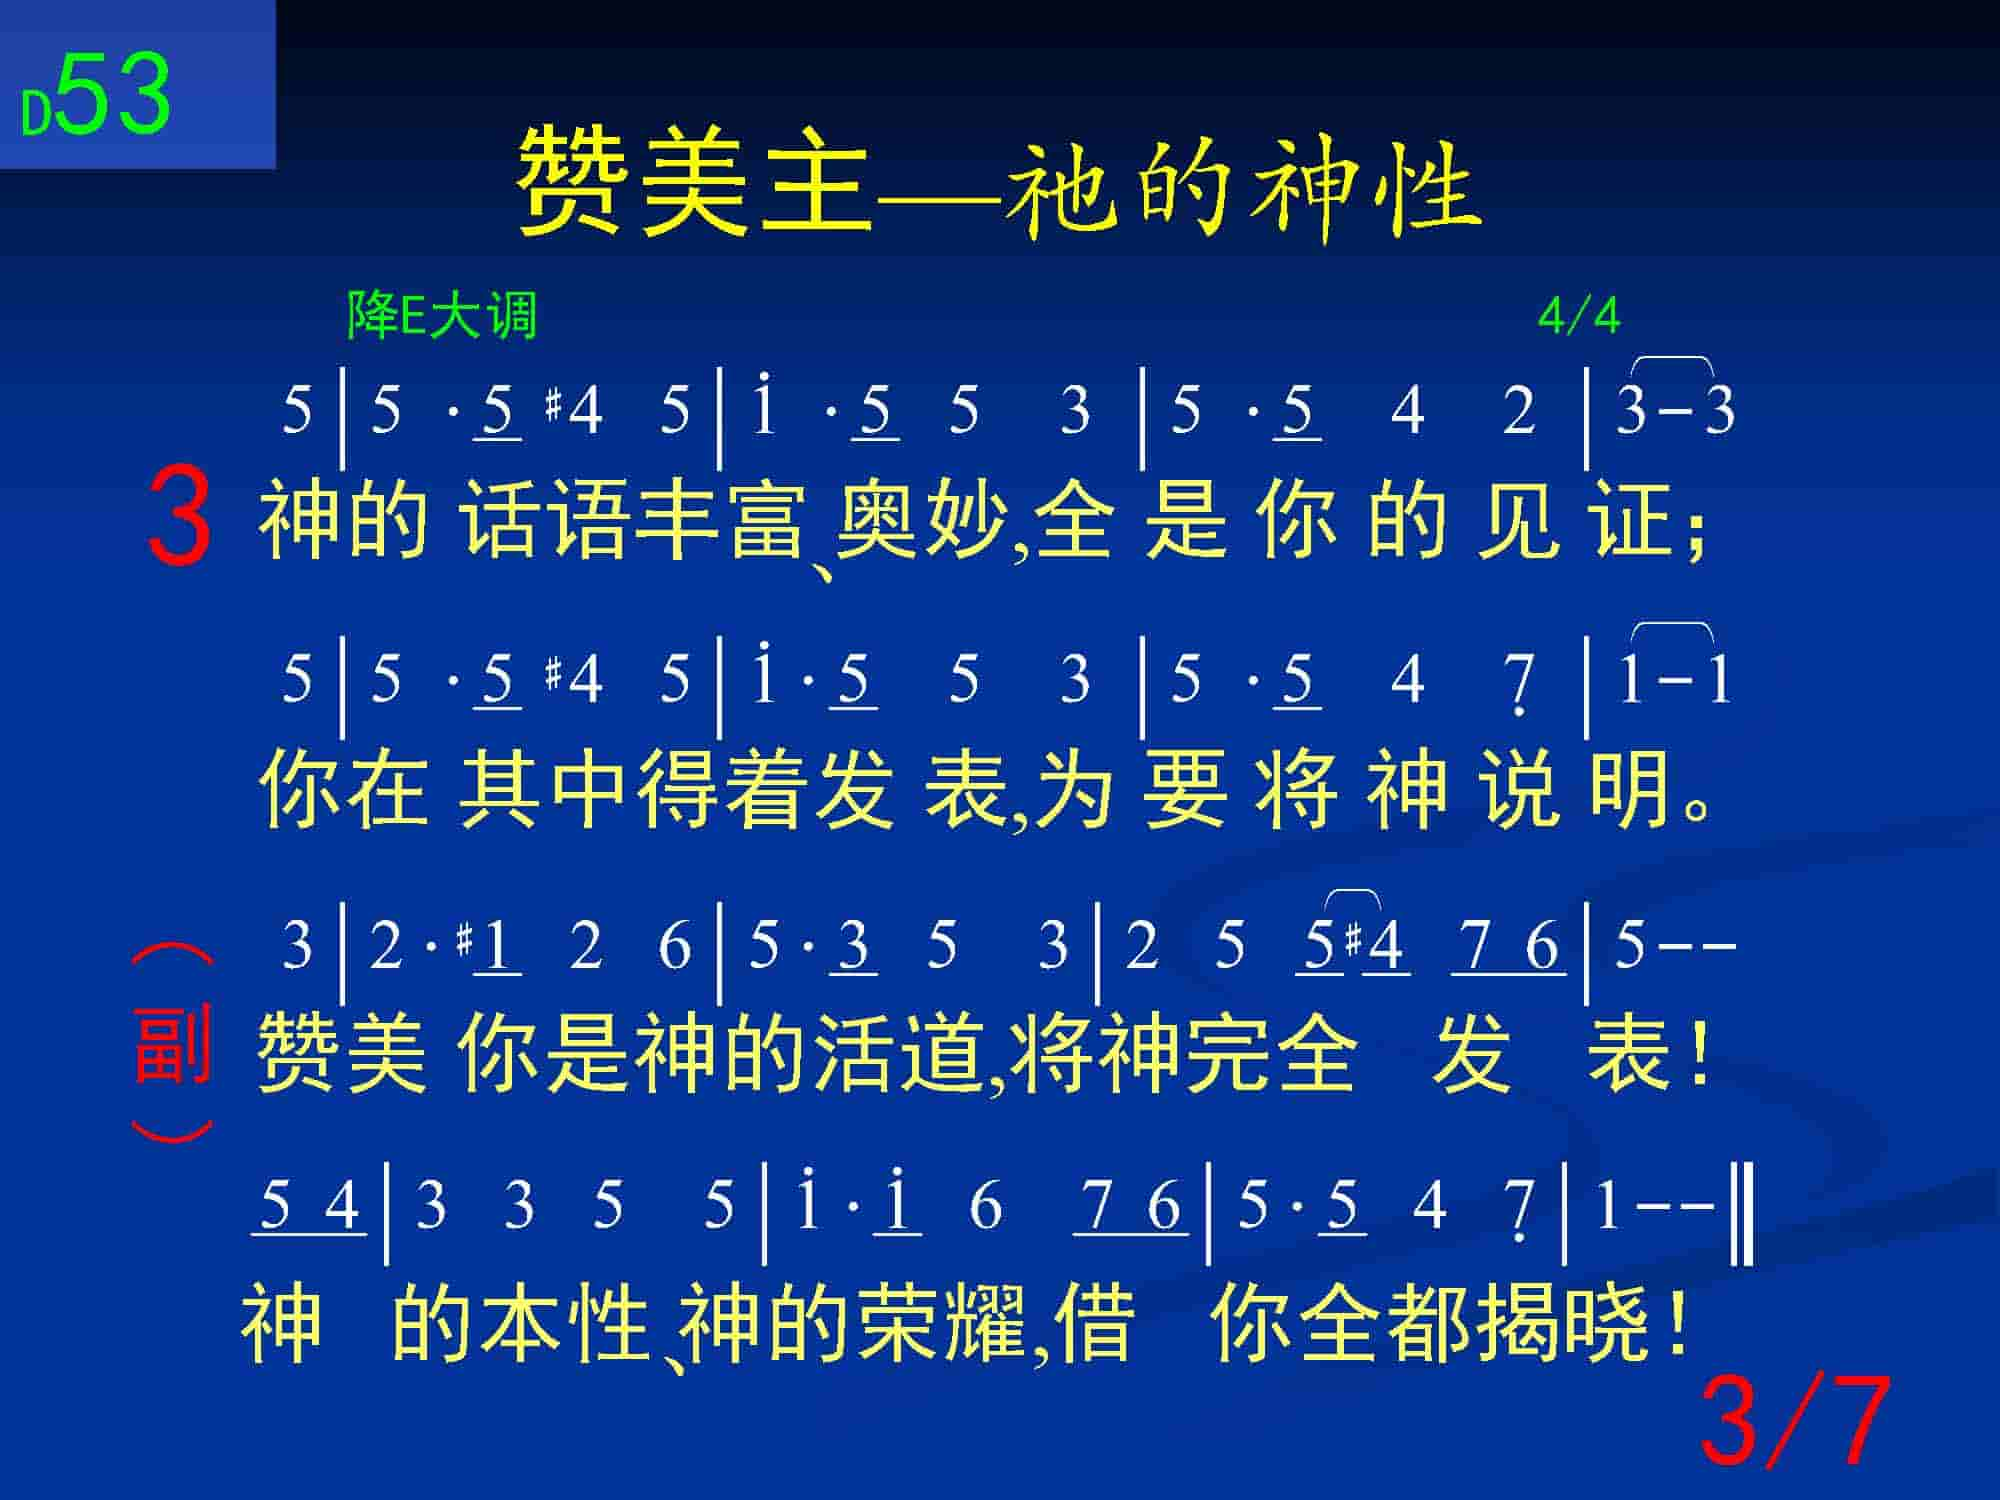 D53
赞美主—祂的神性
降E大调 4/4
5|5 ·5 #4 5|i ·5 5 3|5 ·5 4 2|3-3
3 神的 话语丰富、奥妙,全 是 你 的 见 证;
5|5 ·5 #4 5|i·5 5 3|5 ·5 4 7̣|1-1
你在 其中得着发 表,为 要 将 神 说 明。
3|2·#1 2 6|5·3 5 3|2 5 5#4 7 6|5--
(副) 赞美 你是神的活道,将神完全 发 表!
5 4|3 3 5 5|i·i 6 7 6|5·5 4 7̣|1--‖
神 的本性、神的荣耀,借 你全都揭晓!
3/7